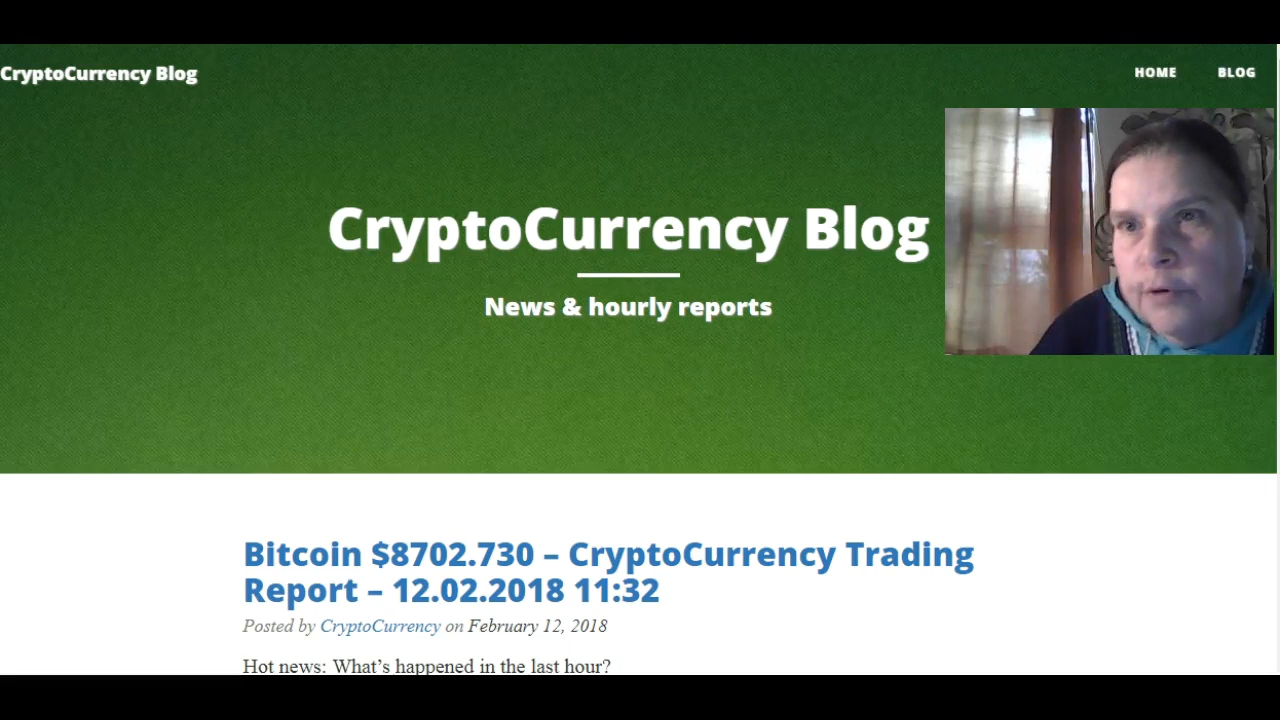 CryptoCurrency Blog
HOME BLOG
CryptoCurrency Blog
News & hourly reports
Bitcoin $8702.730 – CryptoCurrency Trading
Report – 12.02.2018 11:32
Posted by CryptoCurrency on February 12, 2018
Hot news: What’s happened in the last hour?